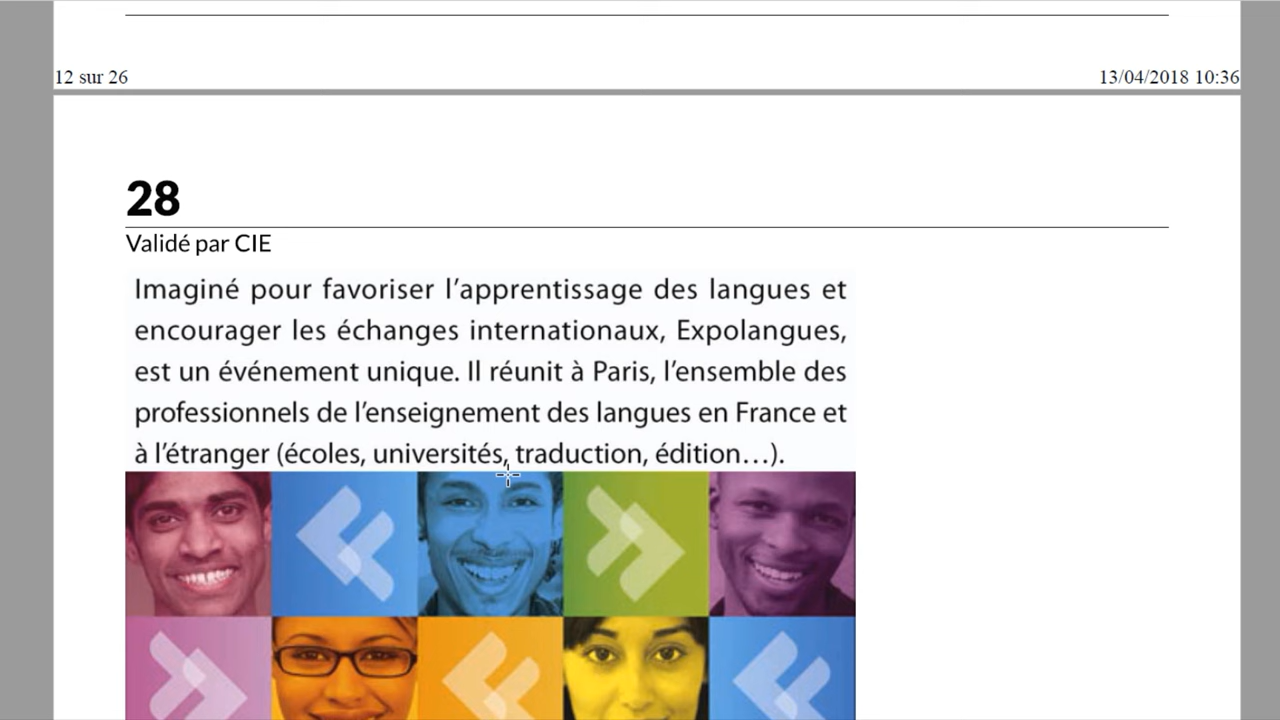 12 sur 26
13/04/2018 10:36
28
Validé par CIE
Imaginé pour favoriser l'apprentissage des langues et
encourager les échanges internationaux, Expolangues,
est un événement unique. Il réunit à Paris, l'ensemble des
professionnels de l'enseignement des langues en France et
à l'étranger (écoles, universités, traduction, édition…).